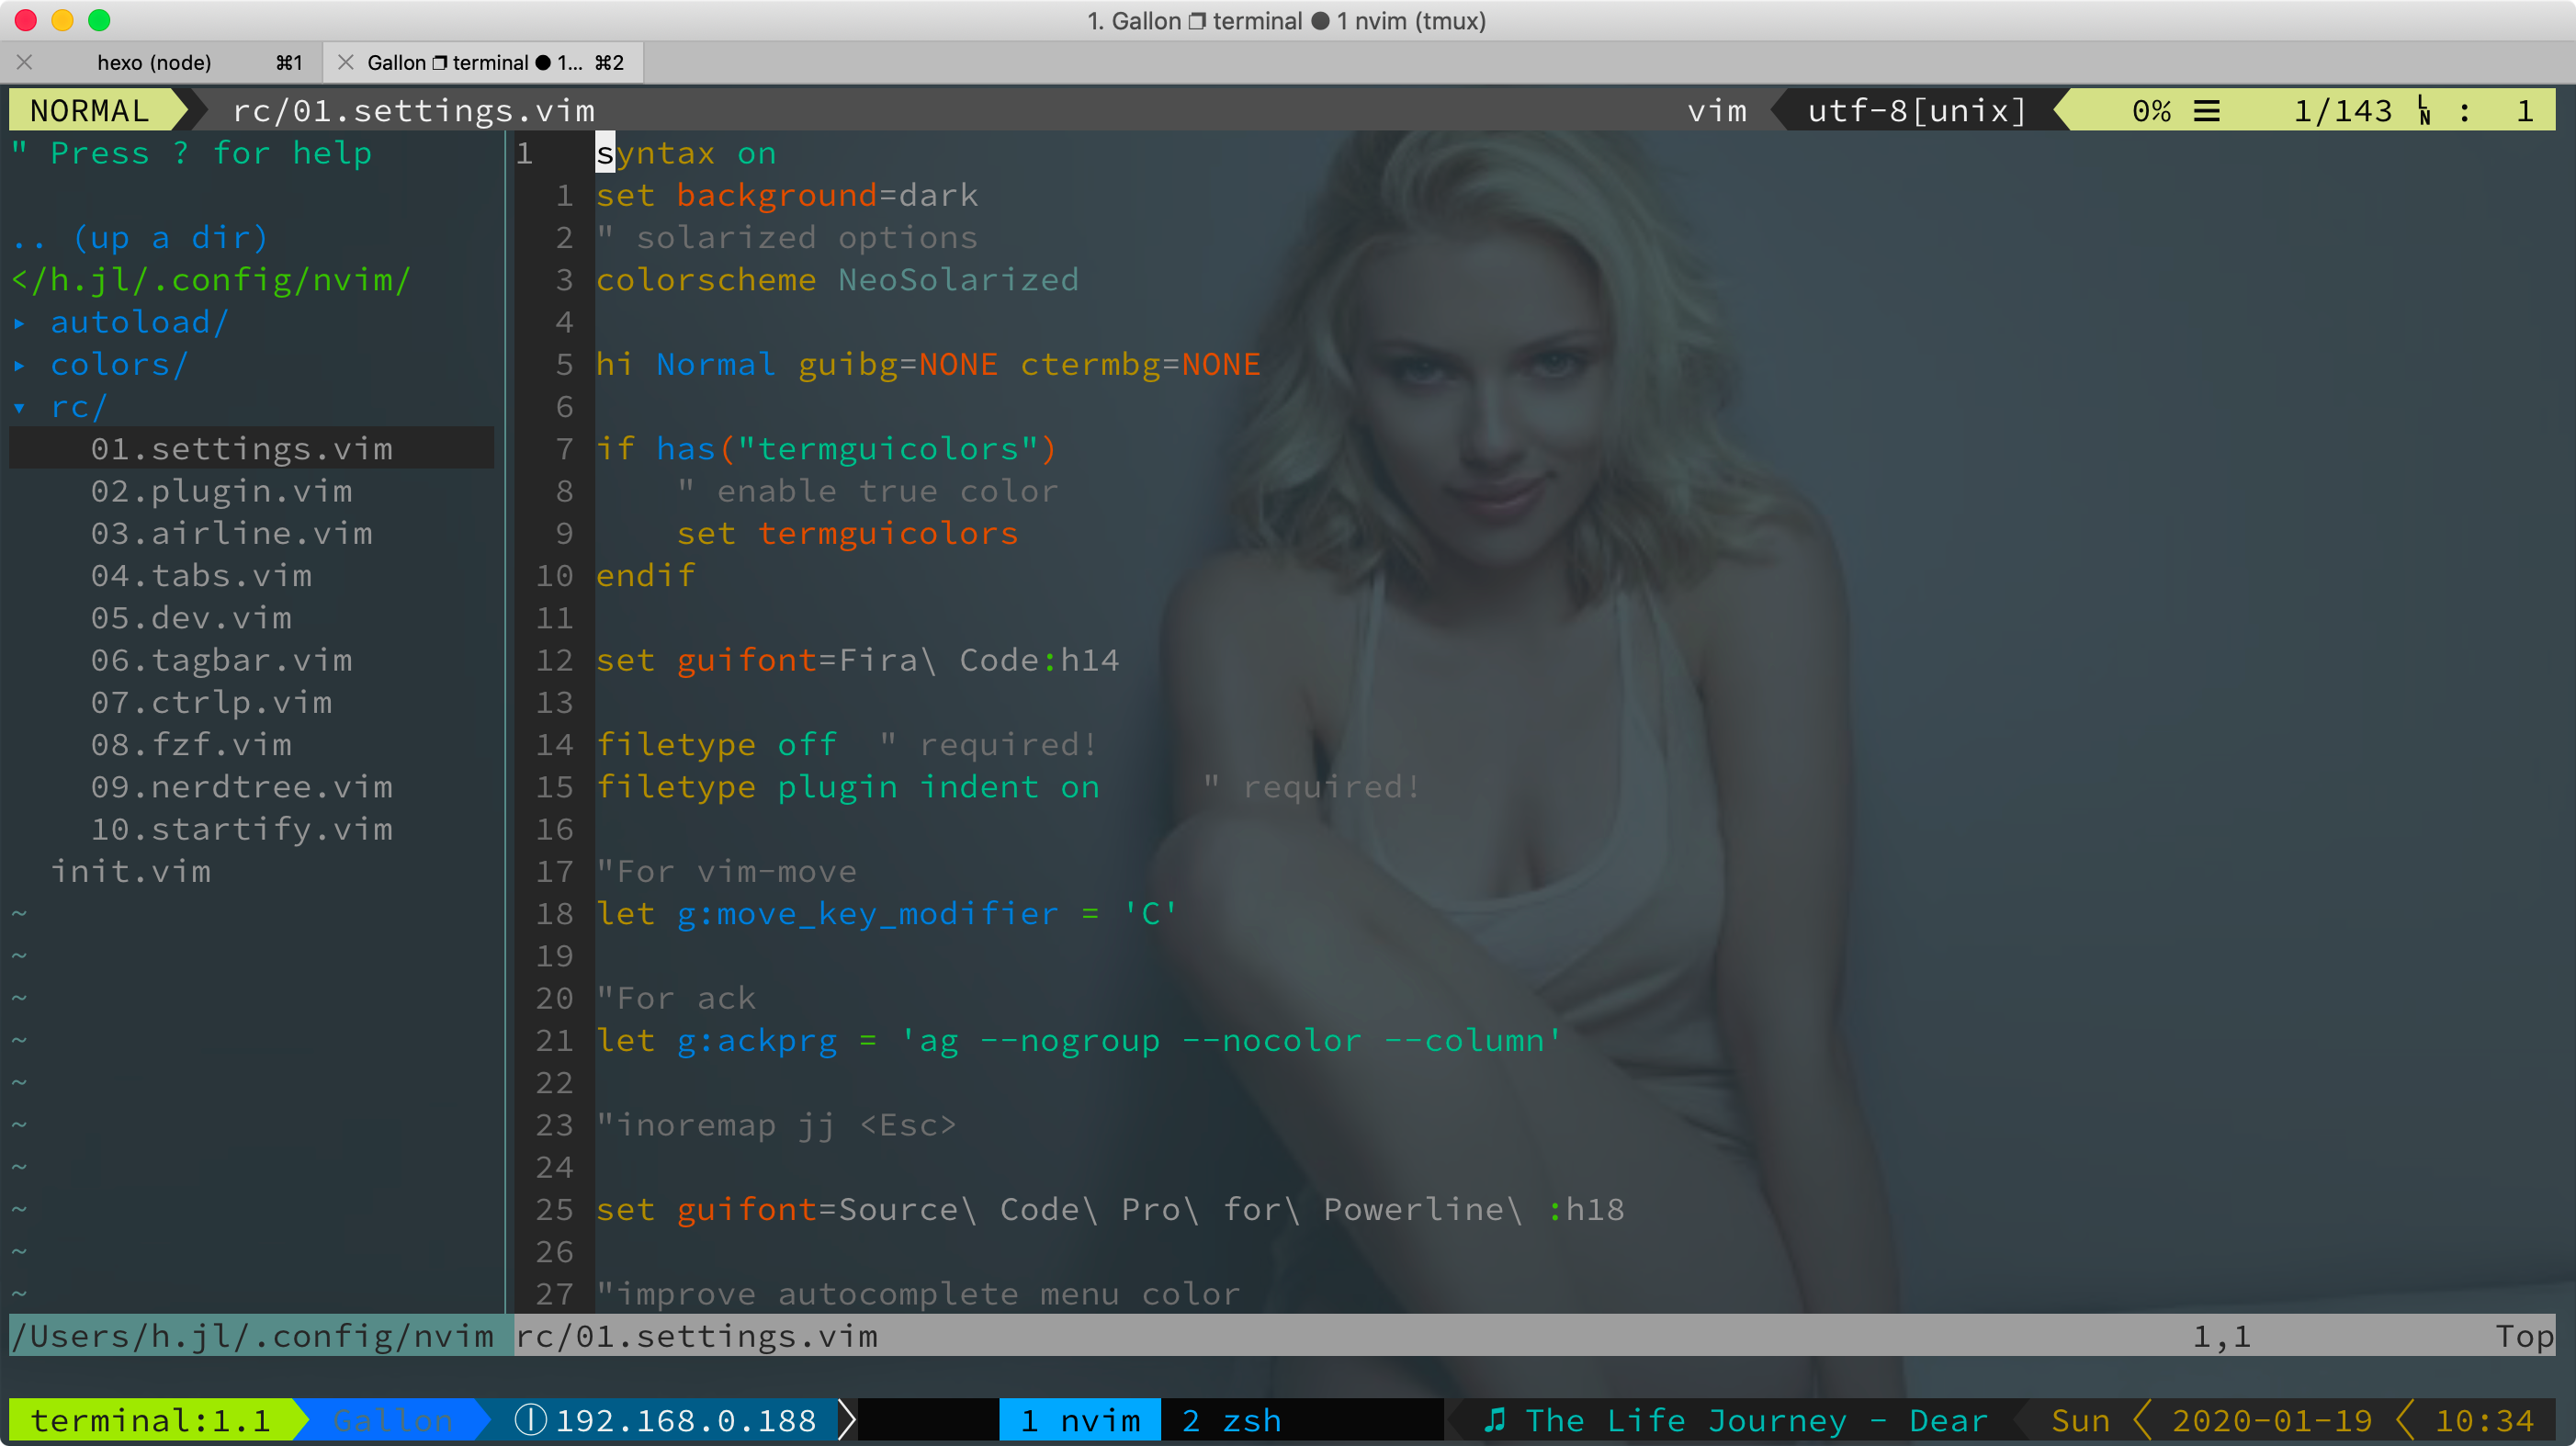 1. Gallon ❐ terminal ● 1 nvim (tmux)
hexo (node) ⌘1
Gallon ❐ terminal ● 1... ⌘2
NORMAL rc/01.settings.vim vim utf-8[unix] 0% ☰ 1/143 LN : 1
" Press ? for help
.. (up a dir)
</h.jl/.config/nvim/
▸ autoload/
▸ colors/
▾ rc/
01.settings.vim
02.plugin.vim
03.airline.vim
04.tabs.vim
05.dev.vim
06.tagbar.vim
07.ctrlp.vim
08.fzf.vim
09.nerdtree.vim
10.startify.vim
init.vim
~
~
~
~
~
~
~
~
~
~
1 syntax on
1 set background=dark
2 " solarized options
3 colorscheme NeoSolarized
4
5 hi Normal guibg=NONE ctermbg=NONE
6
7 if has("termguicolors")
8 " enable true color
9 set termguicolors
10 endif
11
12 set guifont=Fira\ Code:h14
13
14 filetype off " required!
15 filetype plugin indent on " required!
16
17 "For vim-move
18 let g:move_key_modifier = 'C'
19
20 "For ack
21 let g:ackprg = 'ag --nogroup --nocolor --column'
22
23 "inoremap jj <Esc>
24
25 set guifont=Source\ Code\ Pro\ for\ Powerline\ :h18
26
27 "improve autocomplete menu color
/Users/h.jl/.config/nvim rc/01.settings.vim 1,1 Top
terminal:1.1 Gallon 192.168.0.188 1 nvim 2 zsh ♫ The Life Journey - Dear Sun 2020-01-19 10:34